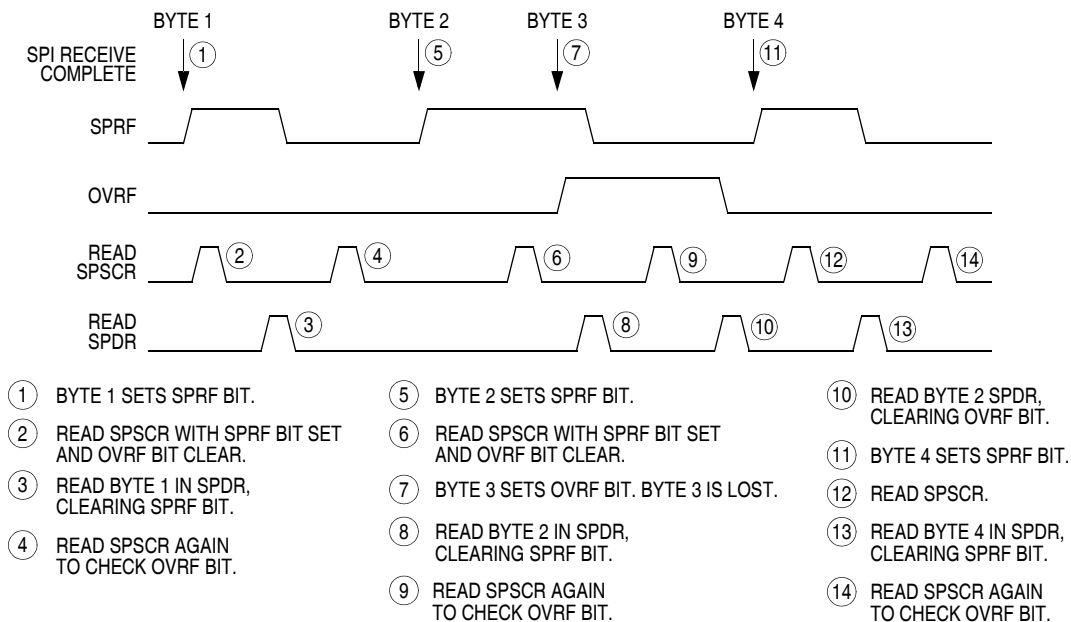 BYTE 1
BYTE 2
BYTE 3
BYTE 4
SPI RECEIVE
COMPLETE
1
5
7
11
SPRF
OVRF
READ
SPSCR
2
4
6
9
12
14
READ
SPDR
3
8
10
13
1 BYTE 1 SETS SPRF BIT.
2 READ SPSCR WITH SPRF BIT SET
AND OVRF BIT CLEAR.
3 READ BYTE 1 IN SPDR,
CLEARING SPRF BIT.
4 READ SPSCR AGAIN
TO CHECK OVRF BIT.
5 BYTE 2 SETS SPRF BIT.
6 READ SPSCR WITH SPRF BIT SET
AND OVRF BIT CLEAR.
7 BYTE 3 SETS OVRF BIT. BYTE 3 IS LOST.
8 READ BYTE 2 IN SPDR,
CLEARING SPRF BIT.
9 READ SPSCR AGAIN
TO CHECK OVRF BIT.
10 READ BYTE 2 SPDR,
CLEARING OVRF BIT.
11 BYTE 4 SETS SPRF BIT.
12 READ SPSCR.
13 READ BYTE 4 IN SPDR,
CLEARING SPRF BIT.
14 READ SPSCR AGAIN
TO CHECK OVRF BIT.